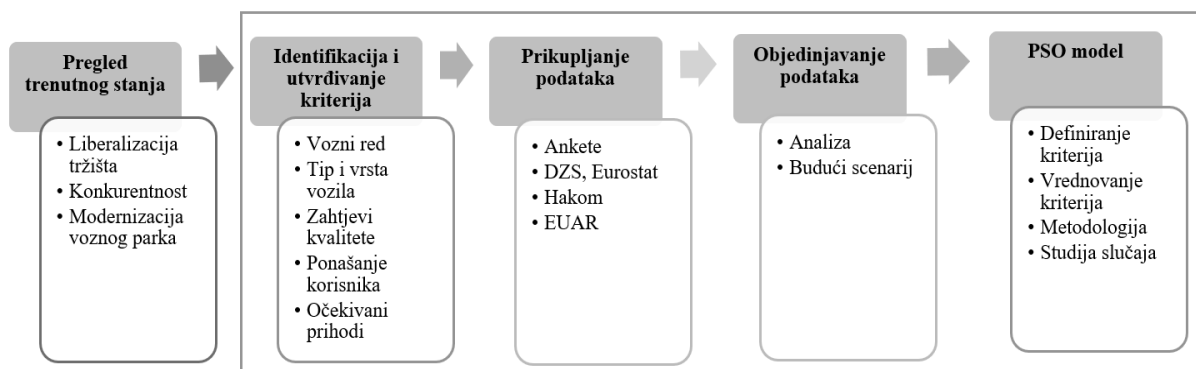 Pregled
trenutnog stanja
• Liberalizacija
tržišta
• Konkurentnost
• Modernizacija
voznog parka
Identifikacija i
utvrđivanje
kriterija
• Vozni red
• Tip i vrsta
vozila
• Zahtjevi
kvalitete
• Ponašanje
korisnika
• Očekivani
prihodi
Prikupljanje
podataka
• Ankete
• DZS, Eurostat
• Hakom
• EUAR
Objedinjavanje
podataka
• Analiza
• Budući scenarij
PSO model
• Definiranje
kriterija
• Vrednovanje
kriterija
• Metodologija
• Studija slučaja